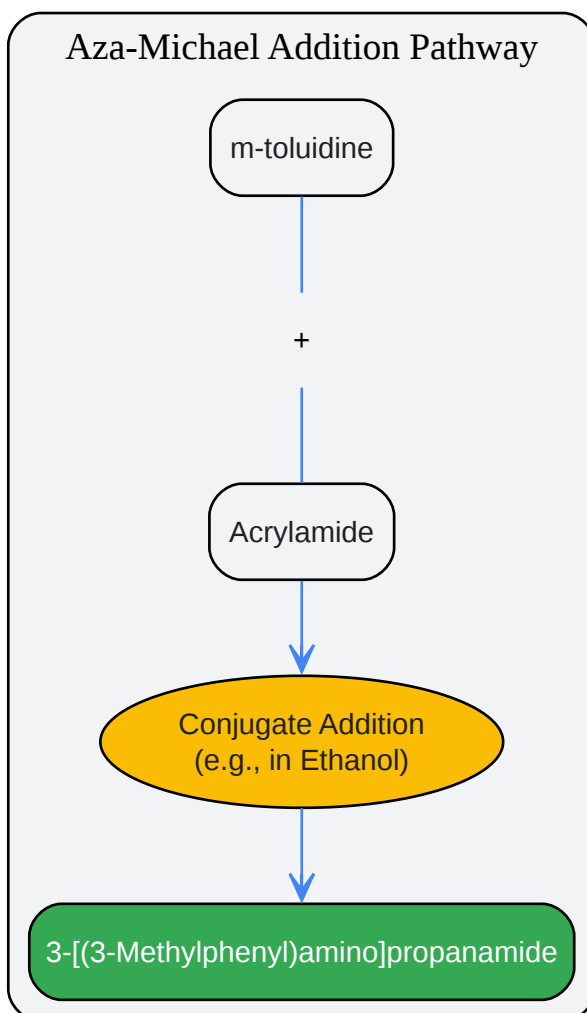 Aza-Michael Addition Pathway
m-toluidine
+
Acrylamide
Conjugate Addition
(e.g., in Ethanol)
3-[(3-Methylphenyl)amino]propanamide